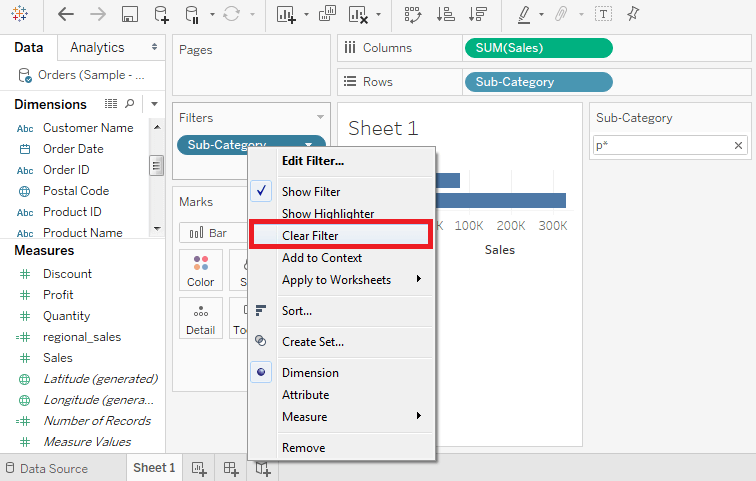 Data
Analytics
Orders (Sample - ...
Dimensions
Abc Customer Name
Order Date
Abc Order ID
Postal Code
Abc Product ID
Abc Product Name
Measures
Discount
Profit
Quantity
regional_sales
Sales
Latitude (generated)
Longitude (genera...
Number of Records
Measure Values
Pages
Filters
Sub-Category
Marks
Bar
Color
Detail
Columns
SUM(Sales)
Rows
Sub-Category
Sheet 1
100K 200K 300K
Sales
Sub-Category
p*
Edit Filter...
Show Filter
Show Highlighter
Clear Filter
Add to Context
Apply to Worksheets
Sort...
Create Set...
Dimension
Attribute
Measure
Remove
Data Source
Sheet 1
T